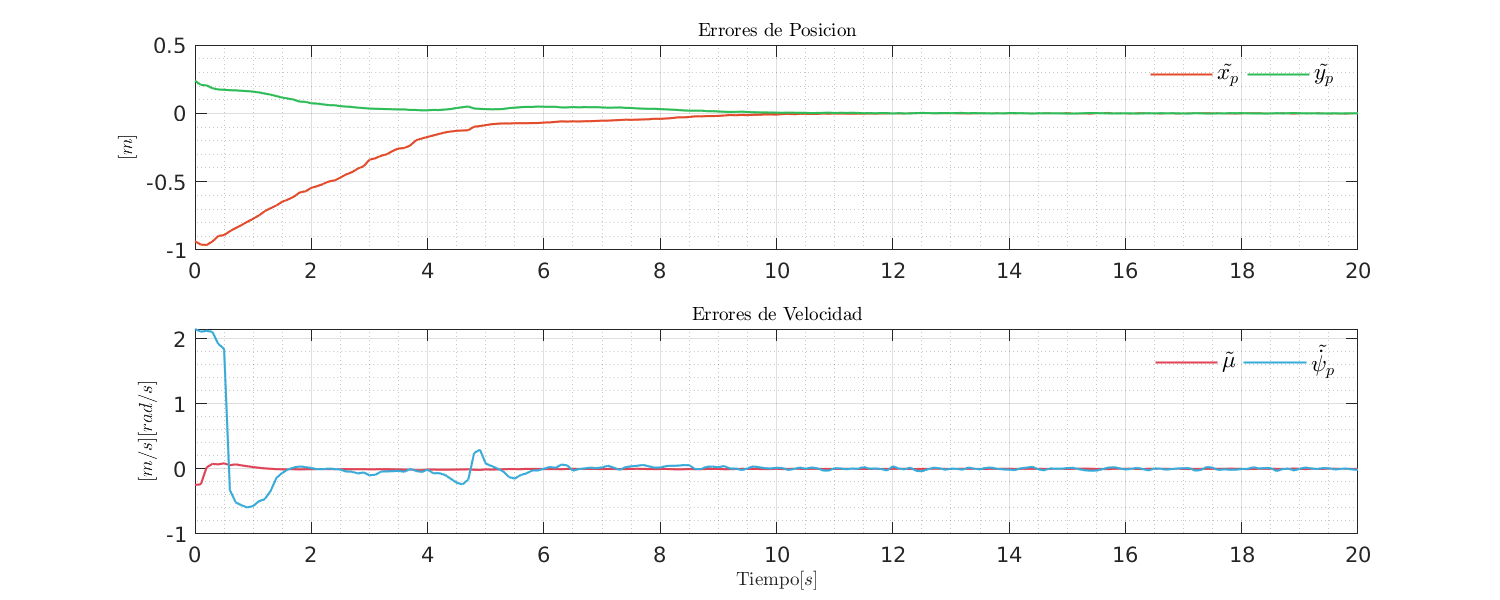 Errores de Posicion
0.5
0
-0.5
-1
[m]
x̃_p ỹ_p
0 2 4 6 8 10 12 14 16 18 20
Errores de Velocidad
2
1
0
-1
[m/s][rad/s]
μ̃ ψ̇̃_p
0 2 4 6 8 10 12 14 16 18 20
Tiempo[s]